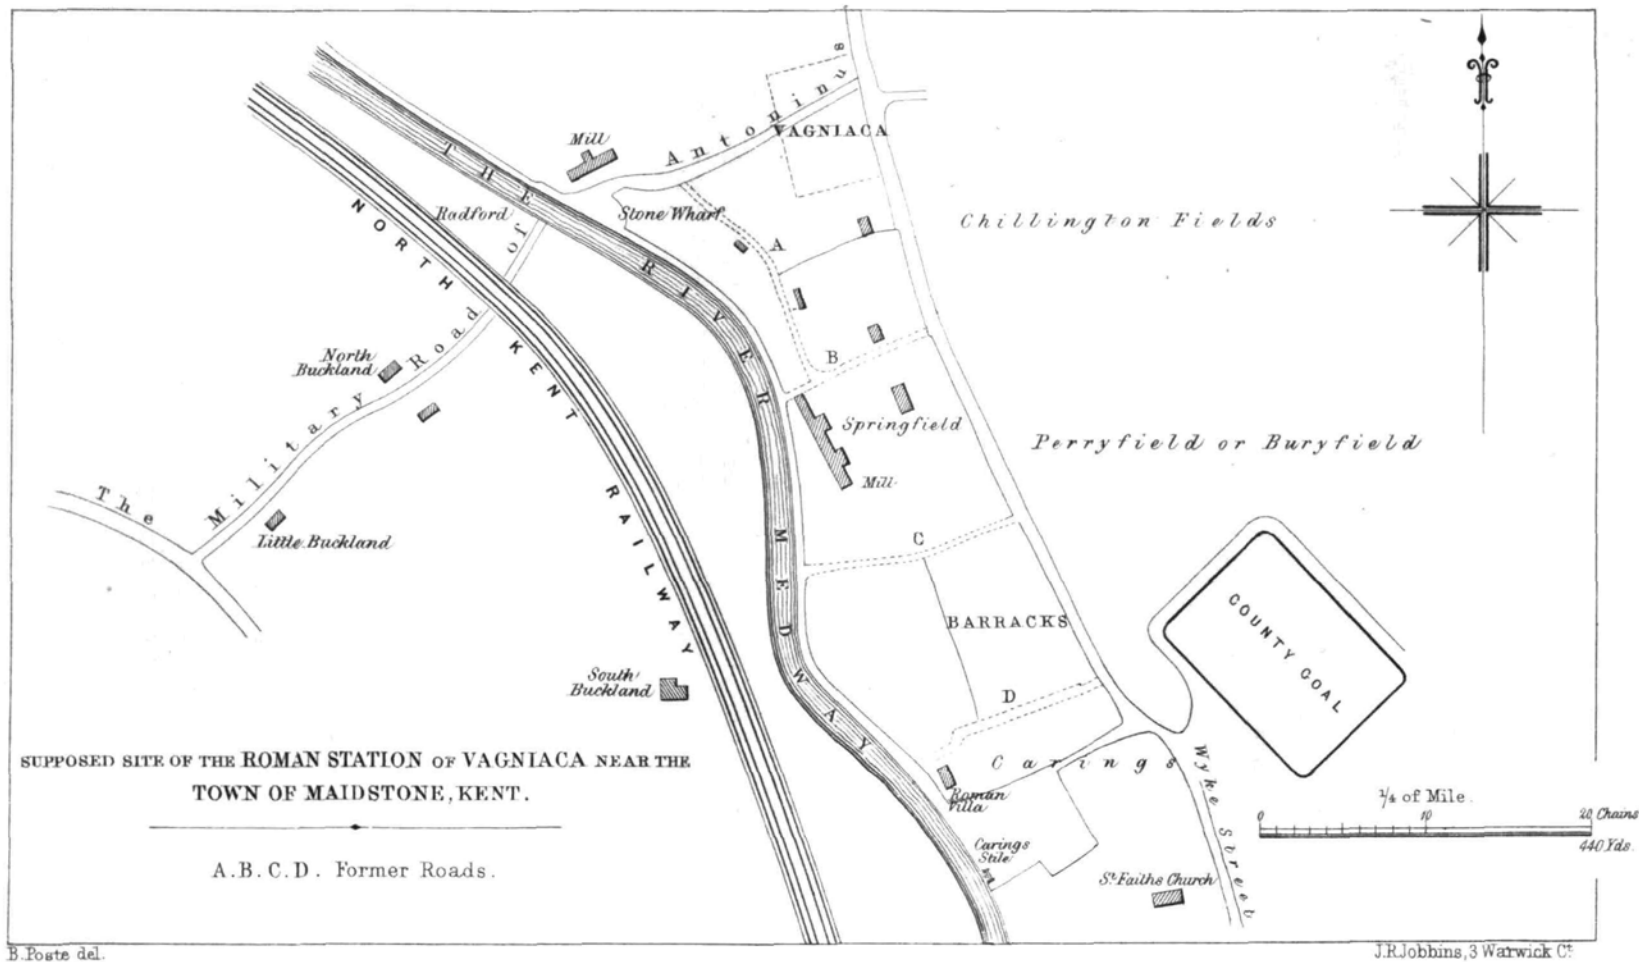 The Military Road of Antoninus
VAGNIACA
Mill
Radford
Stone Wharf
A
Chillington Fields
THE RIVER MEDWAY
NORTH KENT RAILWAY
North
Buckland
B
Springfield
Perryfield or Buryfield
Mill
Little Buckland
C
BARRACKS
COUNTY GOAL
South
Buckland
D
Carings
Wyke Street
Roman
Villa
Carings
Stile
St. Faiths Church
SUPPOSED SITE OF THE ROMAN STATION OF VAGNIACA NEAR THE
TOWN OF MAIDSTONE, KENT.
A.B.C.D. Former Roads.
1/4 of Mile.
0 10 20 Chains
440 Yds.
B. Poste del.
J.R. Jobbins, 3 Warwick Ct.